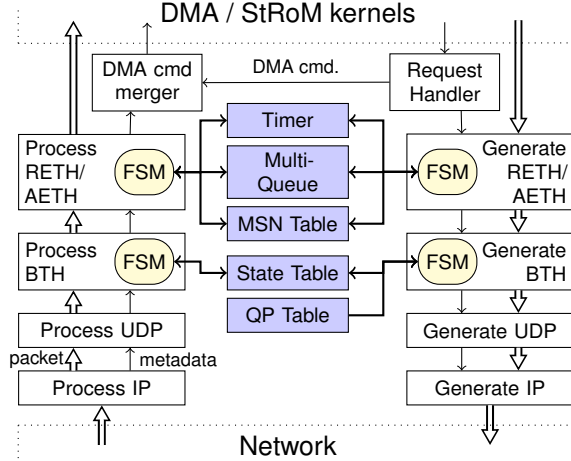 DMA / StRoM kernels
DMA cmd
merger
DMA cmd.
Request
Handler
Timer
Process
RETH/
AETH
FSM
Multi-
Queue
FSM
Generate
RETH/
AETH
MSN Table
Process
BTH
FSM
State Table
FSM
Generate
BTH
QP Table
Process UDP
Generate UDP
packet
metadata
Process IP
Generate IP
Network